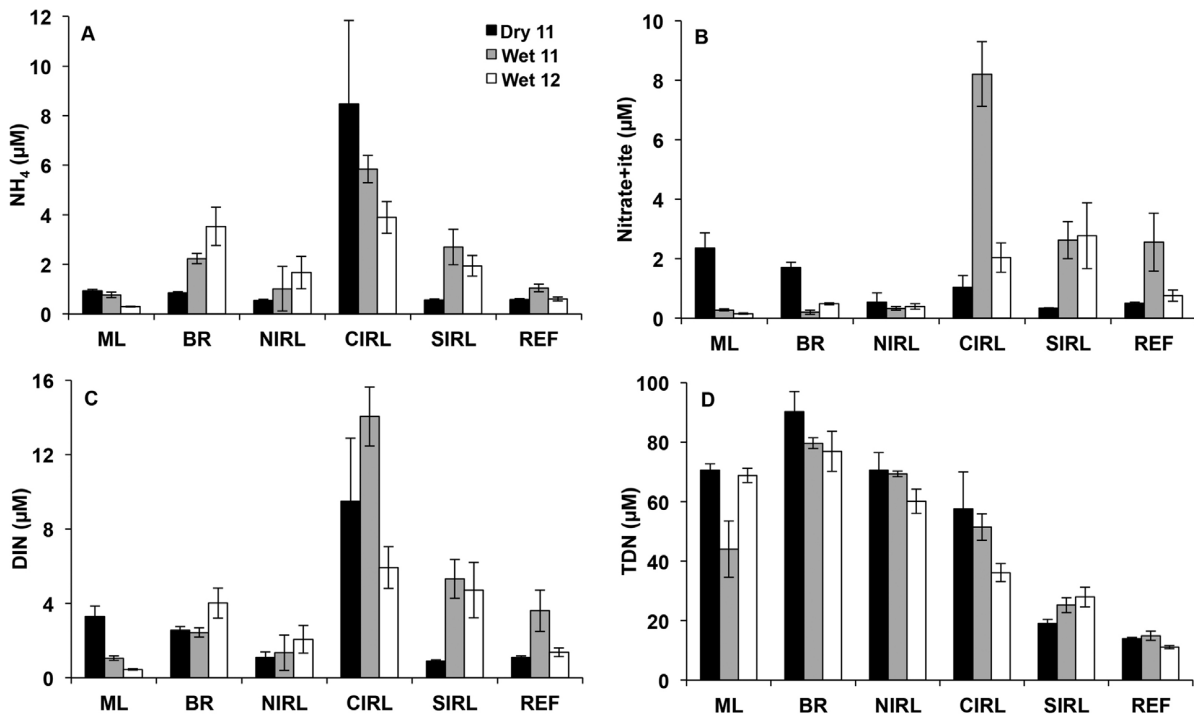 A
Dry 11
Wet 11
Wet 12
NH₄ (µM)
12
10
8
6
4
2
0
ML BR NIRL CIRL SIRL REF
B
Nitrate+ite (µM)
10
8
6
4
2
0
ML BR NIRL CIRL SIRL REF
C
DIN (µM)
16
12
8
4
0
ML BR NIRL CIRL SIRL REF
D
TDN (µM)
100
80
60
40
20
0
ML BR NIRL CIRL SIRL REF